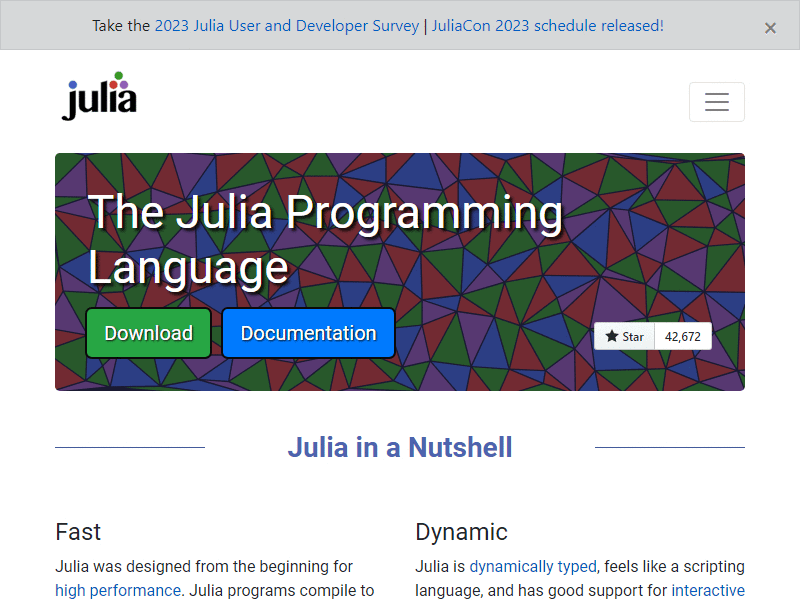 Take the 2023 Julia User and Developer Survey | JuliaCon 2023 schedule released!
×
julia
The Julia Programming
Language
Download
Documentation
Star
42,672
Julia in a Nutshell
Fast
Julia was designed from the beginning for
high performance. Julia programs compile to
Dynamic
Julia is dynamically typed, feels like a scripting
language, and has good support for interactive